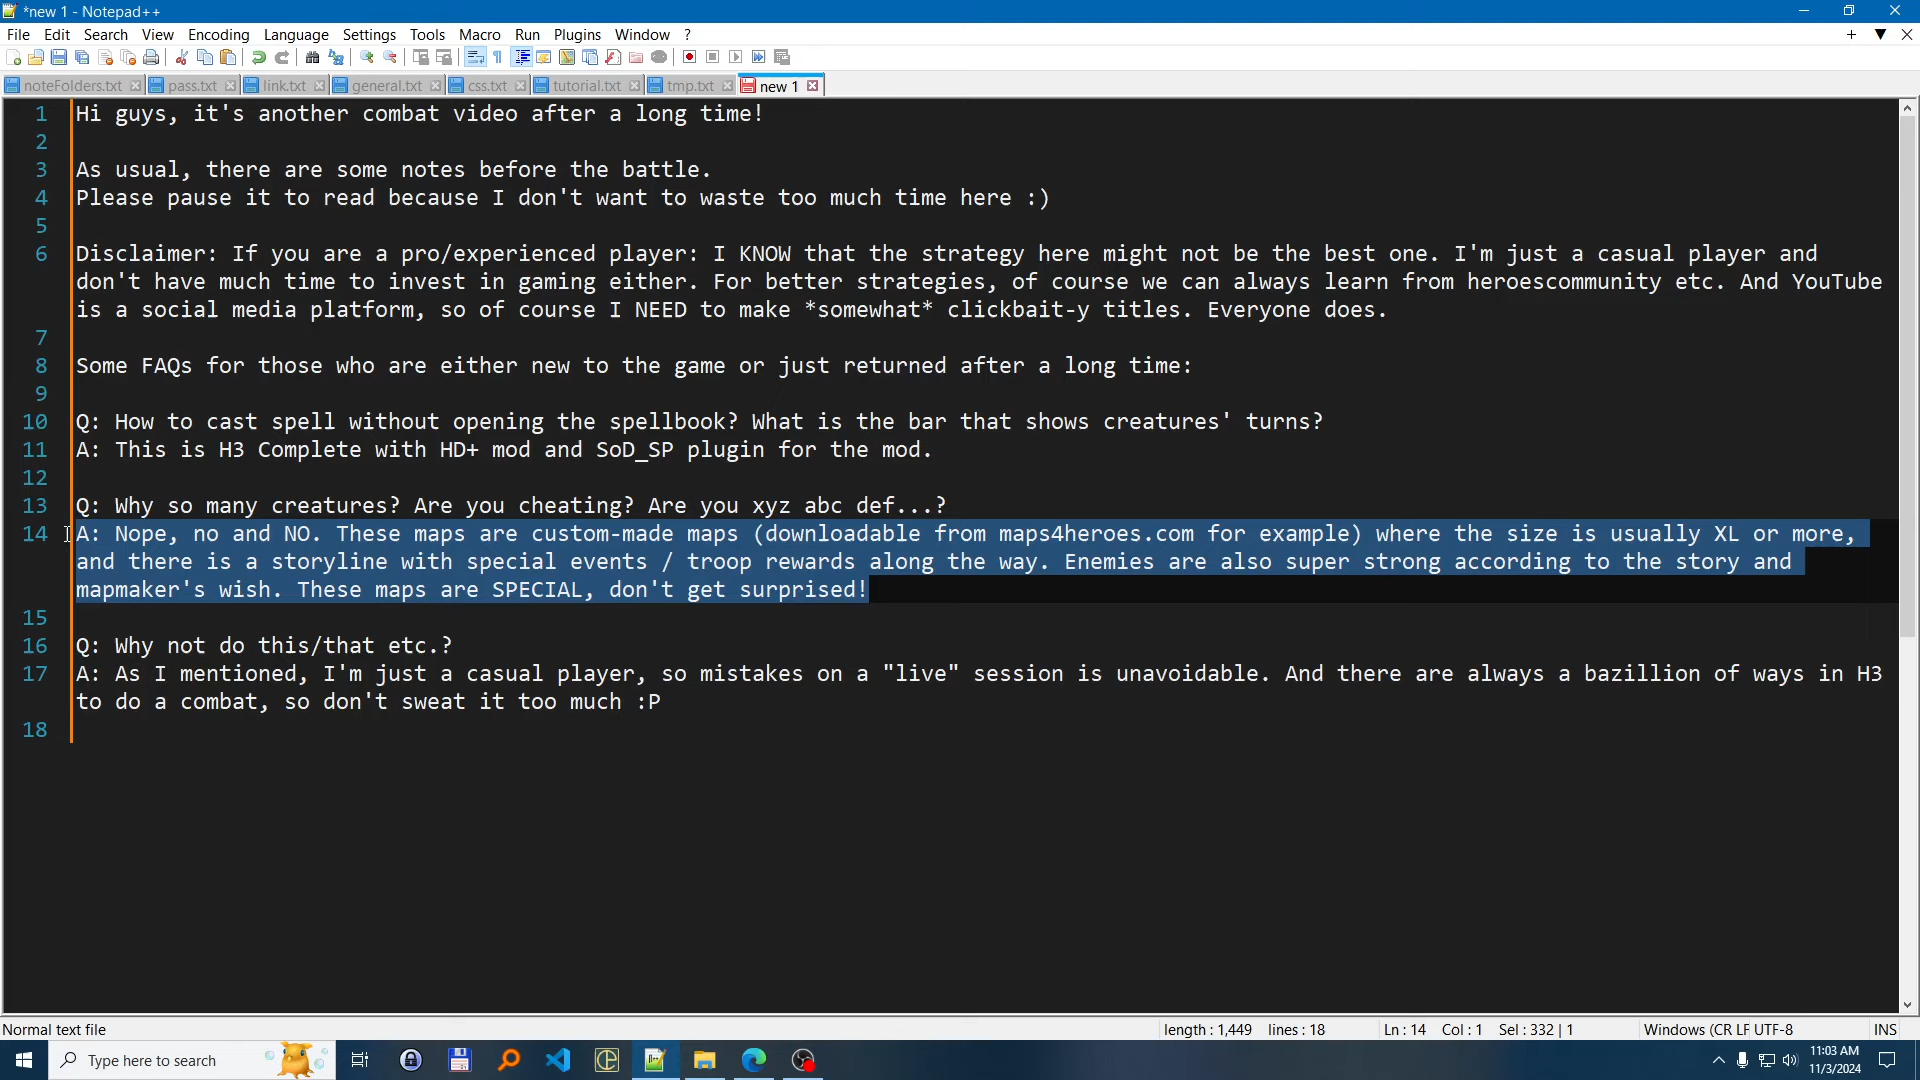 *new 1 - Notepad++
File Edit Search View Encoding Language Settings Tools Macro Run Plugins Window ?
noteFolders.txt pass.txt link.txt general.txt css.txt tutorial.txt tmp.txt new 1
1 Hi guys, it's another combat video after a long time!
2
3 As usual, there are some notes before the battle.
4 Please pause it to read because I don't want to waste too much time here :)
5
6 Disclaimer: If you are a pro/experienced player: I KNOW that the strategy here might not be the best one. I'm just a casual player and
don't have much time to invest in gaming either. For better strategies, of course we can always learn from heroescommunity etc. And YouTube
is a social media platform, so of course I NEED to make *somewhat* clickbait-y titles. Everyone does.
7
8 Some FAQs for those who are either new to the game or just returned after a long time:
9
10 Q: How to cast spell without opening the spellbook? What is the bar that shows creatures' turns?
11 A: This is H3 Complete with HD+ mod and SoD_SP plugin for the mod.
12
13 Q: Why so many creatures? Are you cheating? Are you xyz abc def...?
14 A: Nope, no and NO. These maps are custom-made maps (downloadable from maps4heroes.com for example) where the size is usually XL or more,
and there is a storyline with special events / troop rewards along the way. Enemies are also super strong according to the story and
mapmaker's wish. These maps are SPECIAL, don't get surprised!
15
16 Q: Why not do this/that etc.?
17 A: As I mentioned, I'm just a casual player, so mistakes on a "live" session is unavoidable. And there are always a bazillion of ways in H3
to do a combat, so don't sweat it too much :P
18
Normal text file length : 1,449 lines : 18 Ln : 14 Col : 1 Sel : 332 | 1 Windows (CR LF UTF-8 INS
Type here to search
11:03 AM
11/3/2024